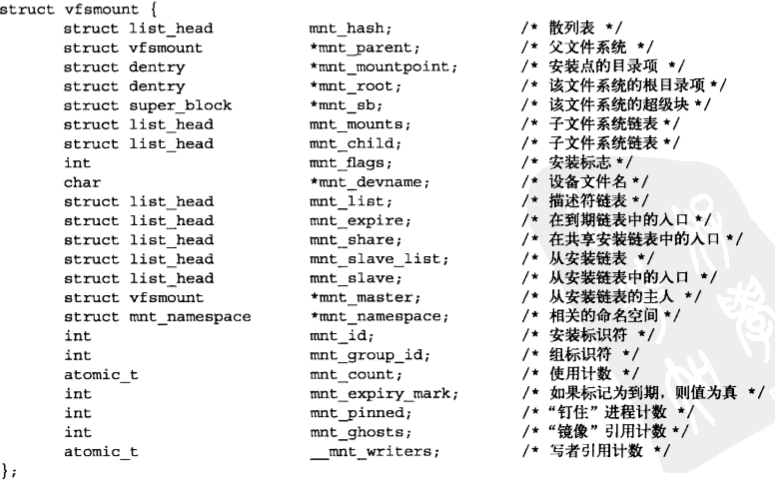 struct vfsmount {
struct list_head mnt_hash; /* 散列表 */
struct vfsmount *mnt_parent; /* 父文件系统 */
struct dentry *mnt_mountpoint; /* 安装点的目录项 */
struct dentry *mnt_root; /* 该文件系统的根目录项 */
struct super_block *mnt_sb; /* 该文件系统的超级块 */
struct list_head mnt_mounts; /* 子文件系统链表 */
struct list_head mnt_child; /* 子文件系统链表 */
int mnt_flags; /* 安装标志 */
char *mnt_devname; /* 设备文件名 */
struct list_head mnt_list; /* 描述符链表 */
struct list_head mnt_expire; /* 在到期链表中的入口 */
struct list_head mnt_share; /* 在共享安装链表中的入口 */
struct list_head mnt_slave_list; /* 从安装链表 */
struct list_head mnt_slave; /* 从安装链表中的入口 */
struct vfsmount *mnt_master; /* 从安装链表的主人 */
struct mnt_namespace *mnt_namespace; /* 相关的命名空间 */
int mnt_id; /* 安装标识符 */
int mnt_group_id; /* 组标识符 */
atomic_t mnt_count; /* 使用计数 */
int mnt_expiry_mark; /* 如果标记为到期，则值为真 */
int mnt_pinned; /* “钉住”进程计数 */
int mnt_ghosts; /* “镜像”引用计数 */
atomic_t __mnt_writers; /* 写者引用计数 */
};